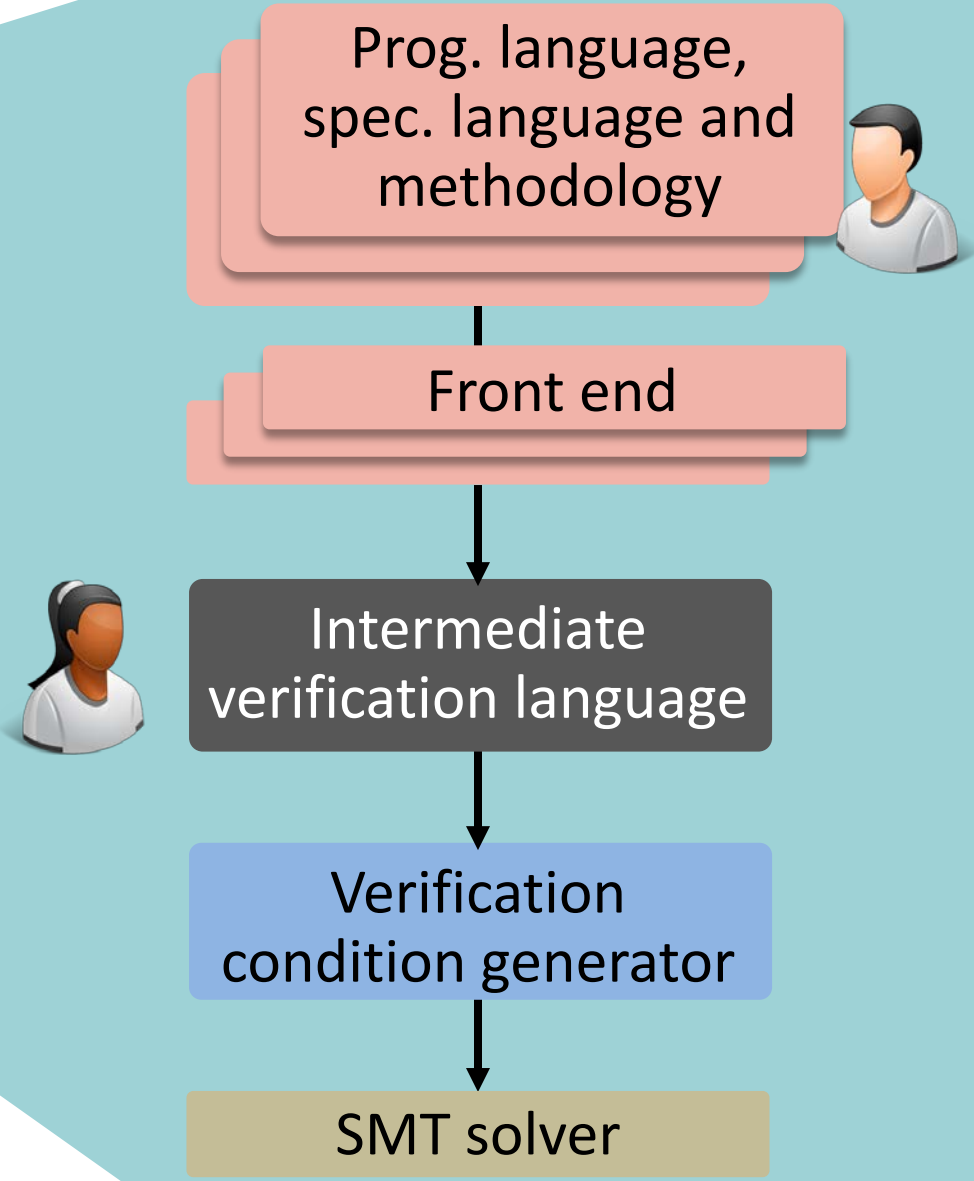 Prog. language,
spec. language and
methodology
Front end
Intermediate
verification language
Verification
condition generator
SMT solver